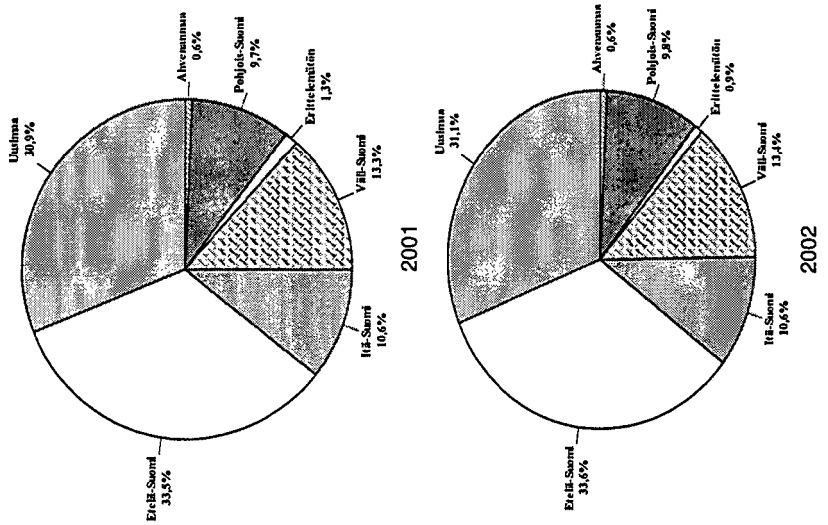 Uusimaa
30,9%
Ahvenanmaa
0,6%
Pohjois-Suomi
9,7%
Erittelemätön
1,3%
Väli-Suomi
13,3%
Itä-Suomi
10,6%
Etelä-Suomi
33,5%
2001
Uusimaa
31,1%
Ahvenanmaa
0,6%
Pohjois-Suomi
9,8%
Erittelemätön
0,9%
Väli-Suomi
13,4%
Itä-Suomi
10,6%
Etelä-Suomi
33,6%
2002